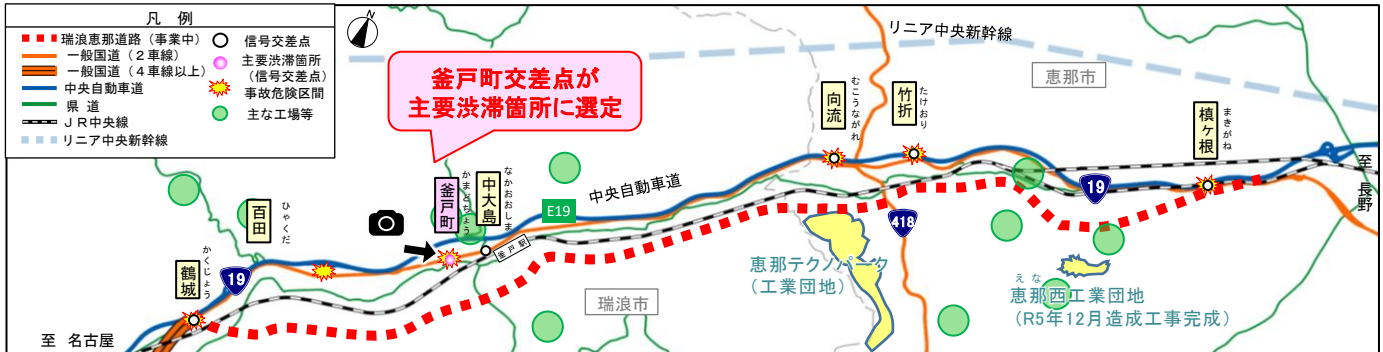 凡 例
瑞浪恵那道路（事業中）
一般国道（２車線）
一般国道（４車線以上）
中央自動車道
県 道
ＪＲ中央線
リニア中央新幹線
信号交差点
主要渋滞箇所
（信号交差点）
事故危険区間
主な工場等
N
釜戸町交差点が
主要渋滞箇所に選定
リニア中央新幹線
恵那市
向流
むこうながれ
竹折
たけおり
槙ヶ根
まきがね
至 長野
中央自動車道
E19
中大島
なかおおしま
釜戸町
かまどちょう
釜戸駅
百田
ひゃくだ
鶴城
かくじょう
19
19
418
恵那テクノパーク
（工業団地）
瑞浪市
えな
恵那西工業団地
（R5年12月造成工事完成）
至 名古屋